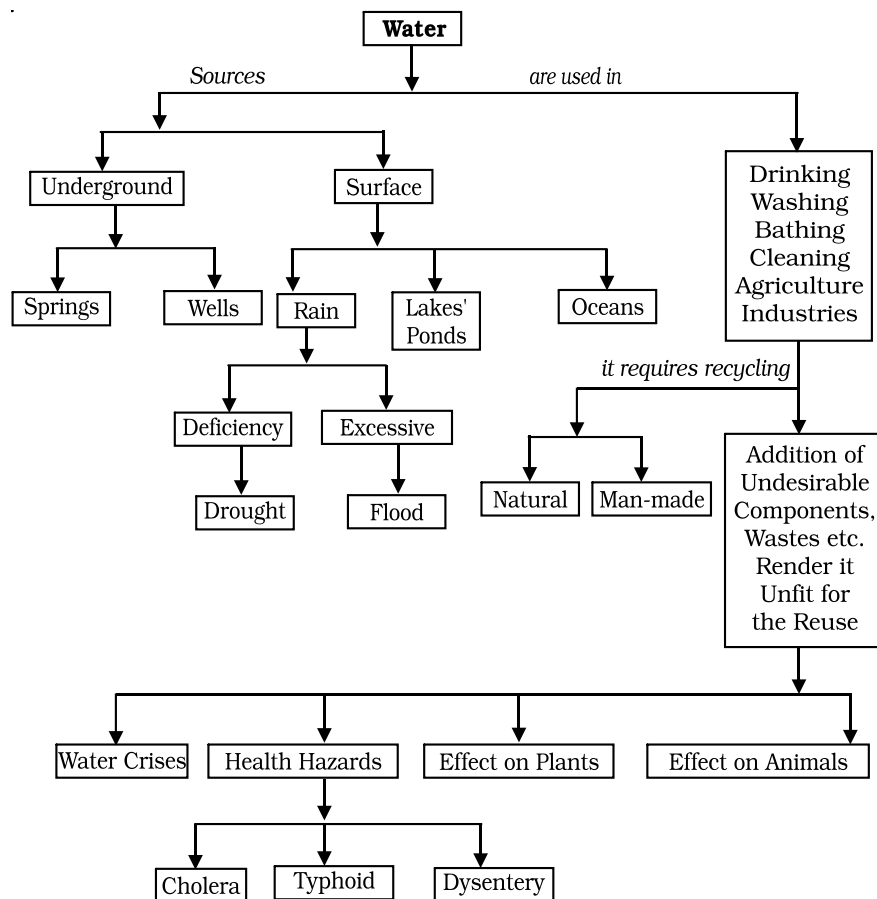 Water
Sources
are used in
Underground
Surface
Drinking
Washing
Bathing
Cleaning
Agriculture
Industries
Springs
Wells
Rain
Lakes'
Ponds
Oceans
it requires recycling
Deficiency
Excessive
Drought
Flood
Natural
Man-made
Addition of
Undesirable
Components,
Wastes etc.
Render it
Unfit for
the Reuse
Water Crises
Health Hazards
Effect on Plants
Effect on Animals
Cholera
Typhoid
Dysentery